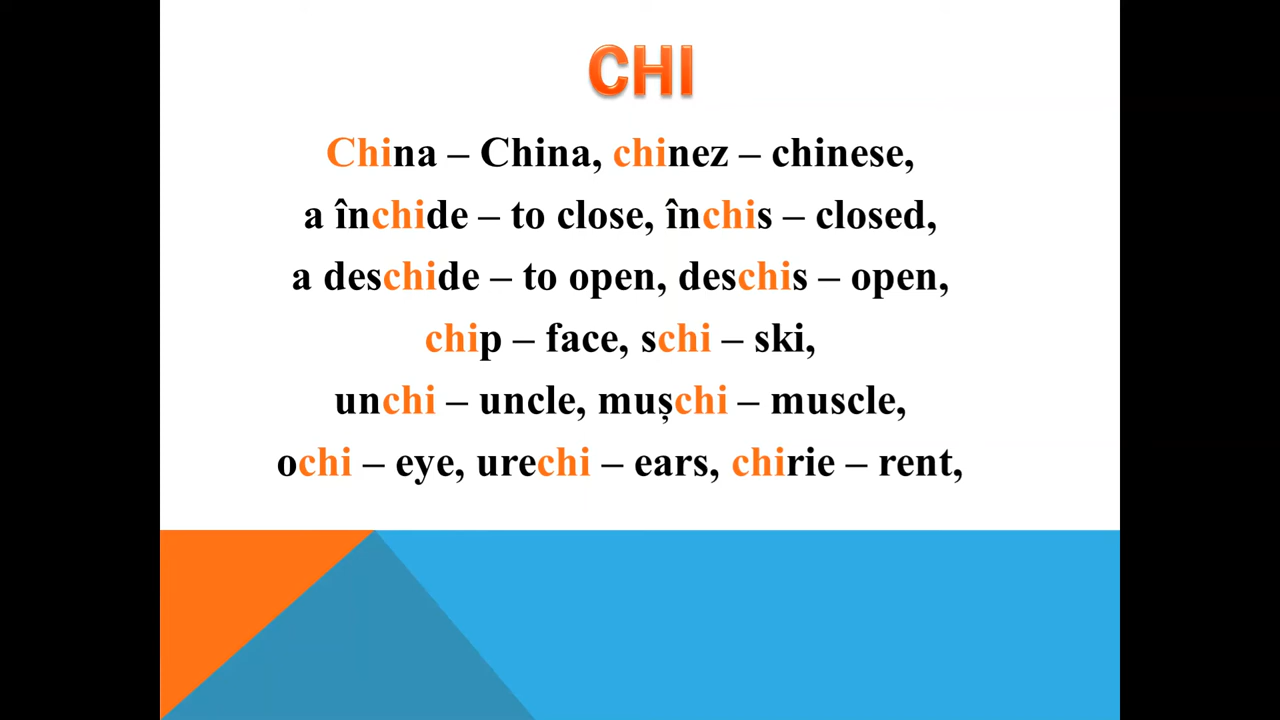 CHI
China – China, chinez – chinese,
a închide – to close, închis – closed,
a deschide – to open, deschis – open,
chip – face, schi – ski,
unchi – uncle, mușchi – muscle,
ochi – eye, urechi – ears, chirie – rent,